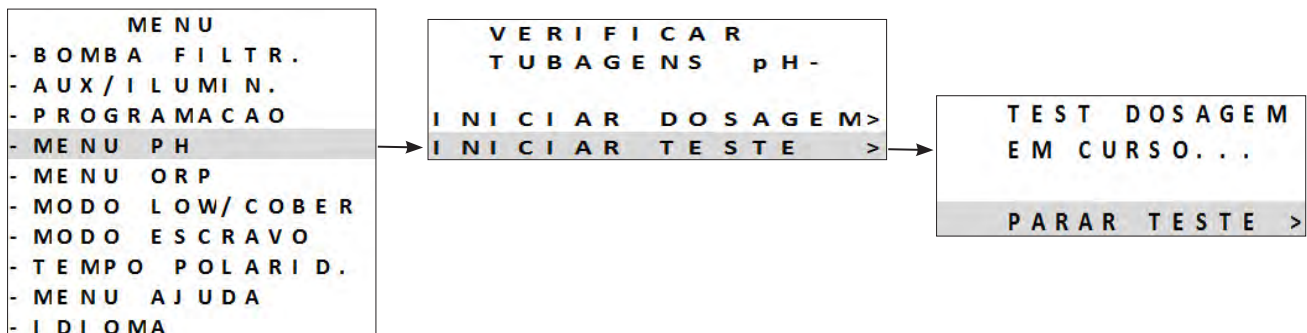 MENU
- BOMBA FILTR.
- AUX/ILUMIN.
- PROGRAMACAO
- MENU PH
- MENU ORP
- MODO LOW/COBER
- MODO ESCRAVO
- TEMPO POLARID.
- MENU AJUDA
- IDIOMA
VERIFICAR
TUBAGENS pH-
INICIAR DOSAGEM>
INICIAR TESTE >
TEST DOSAGEM
EM CURSO...
PARAR TESTE >